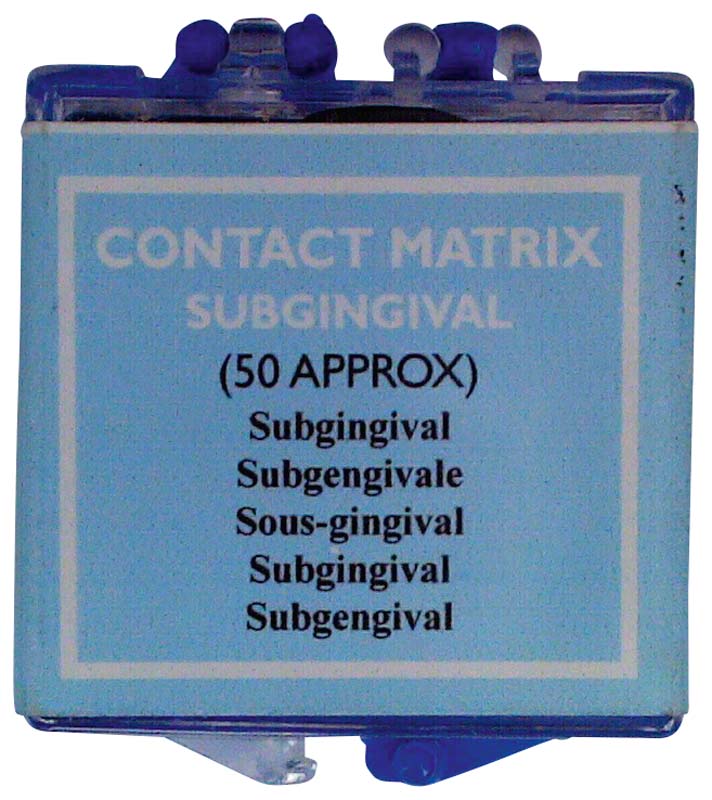 CONTACT MATRIX
SUBGINGIVAL
(50 APPROX)
Subgingival
Subgengivale
Sous-gingival
Subgingival
Subgengival